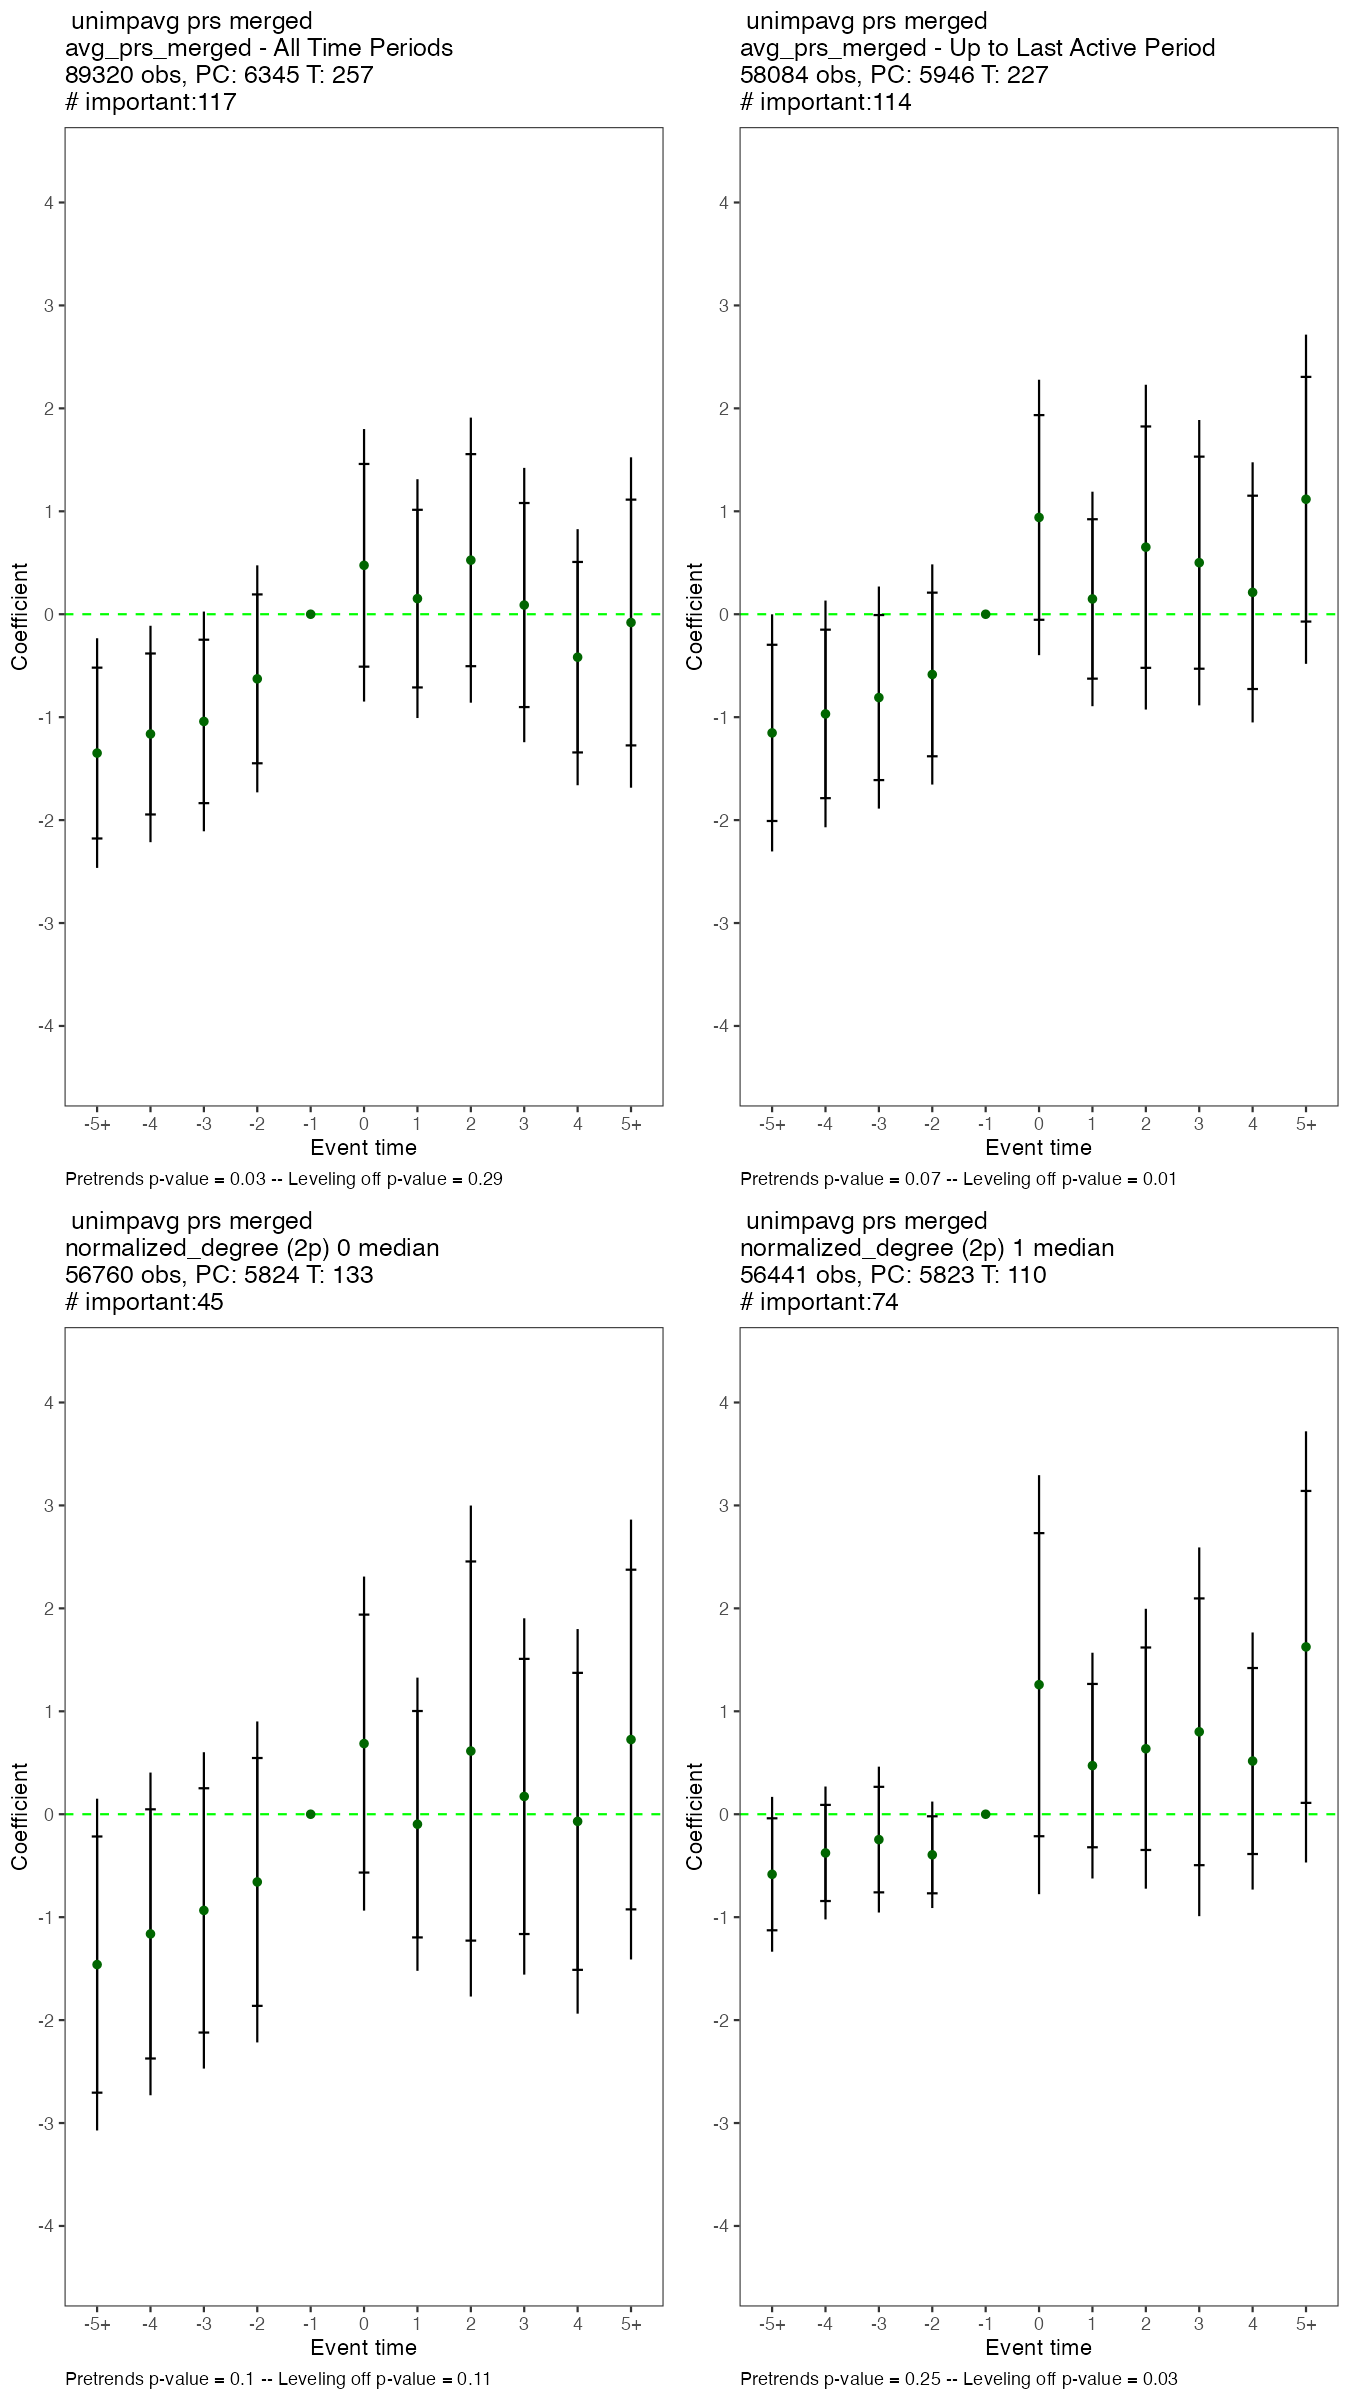 unimpavg prs merged
avg_prs_merged - All Time Periods
89320 obs, PC: 6345 T: 257
# important:117
4
3
2
1
0
-1
-2
-3
-4
Coefficient
-5+ -4 -3 -2 -1 0 1 2 3 4 5+
Event time
Pretrends p-value = 0.03 -- Leveling off p-value = 0.29
unimpavg prs merged
avg_prs_merged - Up to Last Active Period
58084 obs, PC: 5946 T: 227
# important:114
4
3
2
1
0
-1
-2
-3
-4
Coefficient
-5+ -4 -3 -2 -1 0 1 2 3 4 5+
Event time
Pretrends p-value = 0.07 -- Leveling off p-value = 0.01
unimpavg prs merged
normalized_degree (2p) 0 median
56760 obs, PC: 5824 T: 133
# important:45
4
3
2
1
0
-1
-2
-3
-4
Coefficient
-5+ -4 -3 -2 -1 0 1 2 3 4 5+
Event time
Pretrends p-value = 0.1 -- Leveling off p-value = 0.11
unimpavg prs merged
normalized_degree (2p) 1 median
56441 obs, PC: 5823 T: 110
# important:74
4
3
2
1
0
-1
-2
-3
-4
Coefficient
-5+ -4 -3 -2 -1 0 1 2 3 4 5+
Event time
Pretrends p-value = 0.25 -- Leveling off p-value = 0.03